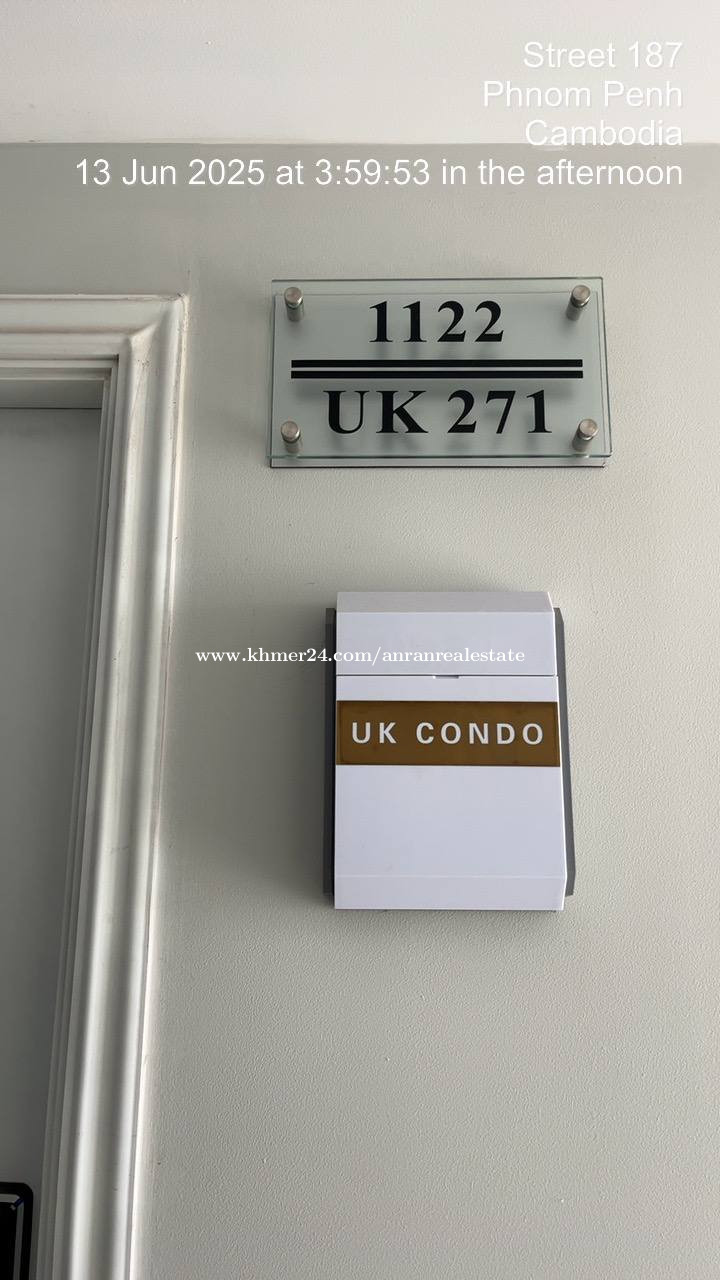 Street 187
Phnom Penh
Cambodia
13 Jun 2025 at 3:59:53 in the afternoon
1122
UK 271
www.khmer24.com/anranrealestate
UK CONDO